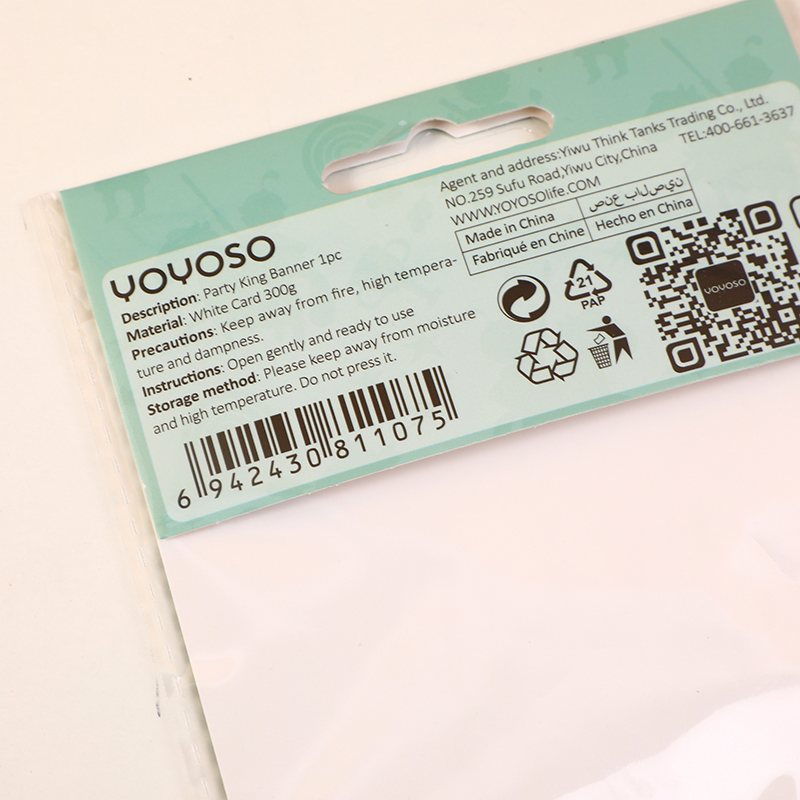 YOYOSO
Description: Party King Banner 1pc
Material: White Card 300g
Precautions: Keep away from fire, high tempera-
ture and dampness.
Instructions: Open gently and ready to use
Storage method: Please keep away from moisture
and high temperature. Do not press it.
6 942430 811075
Agent and address:Yiwu Think Tanks Trading Co., Ltd.
NO.259 Sufu Road,Yiwu City,China TEL:400-661-3637
WWW.YOYOSOlife.COM
Made in China صنع بالصين
Fabriqué en Chine Hecho en China
21
PAP
YOYOSO